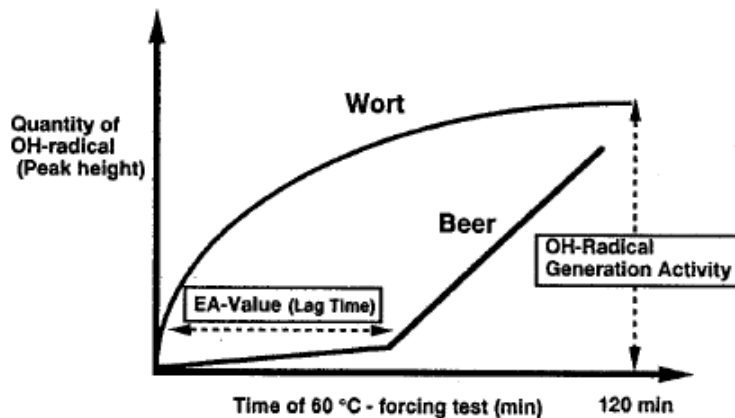 Quantity of
OH-radical
(Peak height)
Wort
Beer
OH-Radical
Generation Activity
EA-Value (Lag Time)
Time of 60 °C - forcing test (min)
120 min